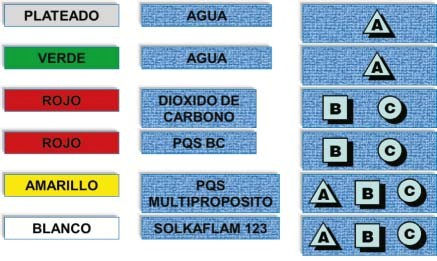 PLATEADO AGUA A
VERDE AGUA A
ROJO DIOXIDO DE CARBONO B C
ROJO PQS BC B C
AMARILLO PQS MULTIPROPOSITO A B C
BLANCO SOLKAFLAM 123 A B C